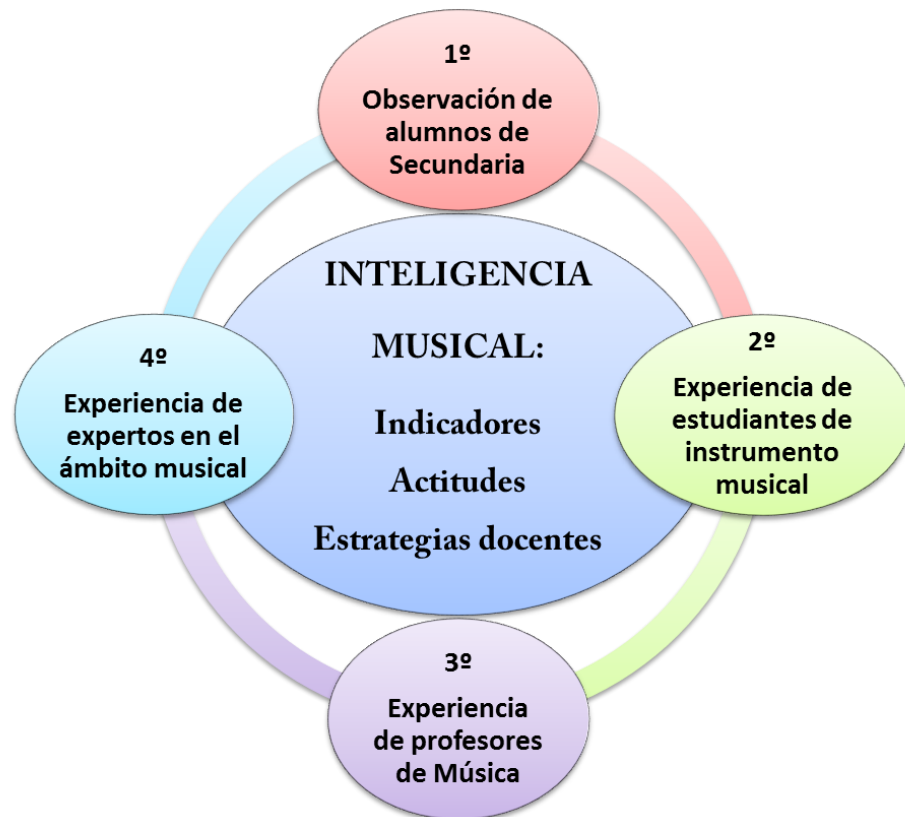 1º
Observación de
alumnos de
Secundaria
INTELIGENCIA
MUSICAL:
Indicadores
Actitudes
Estrategias docentes
2º
Experiencia de
estudiantes de
instrumento
musical
3º
Experiencia
de profesores
de Música
4º
Experiencia de
expertos en el
ámbito musical